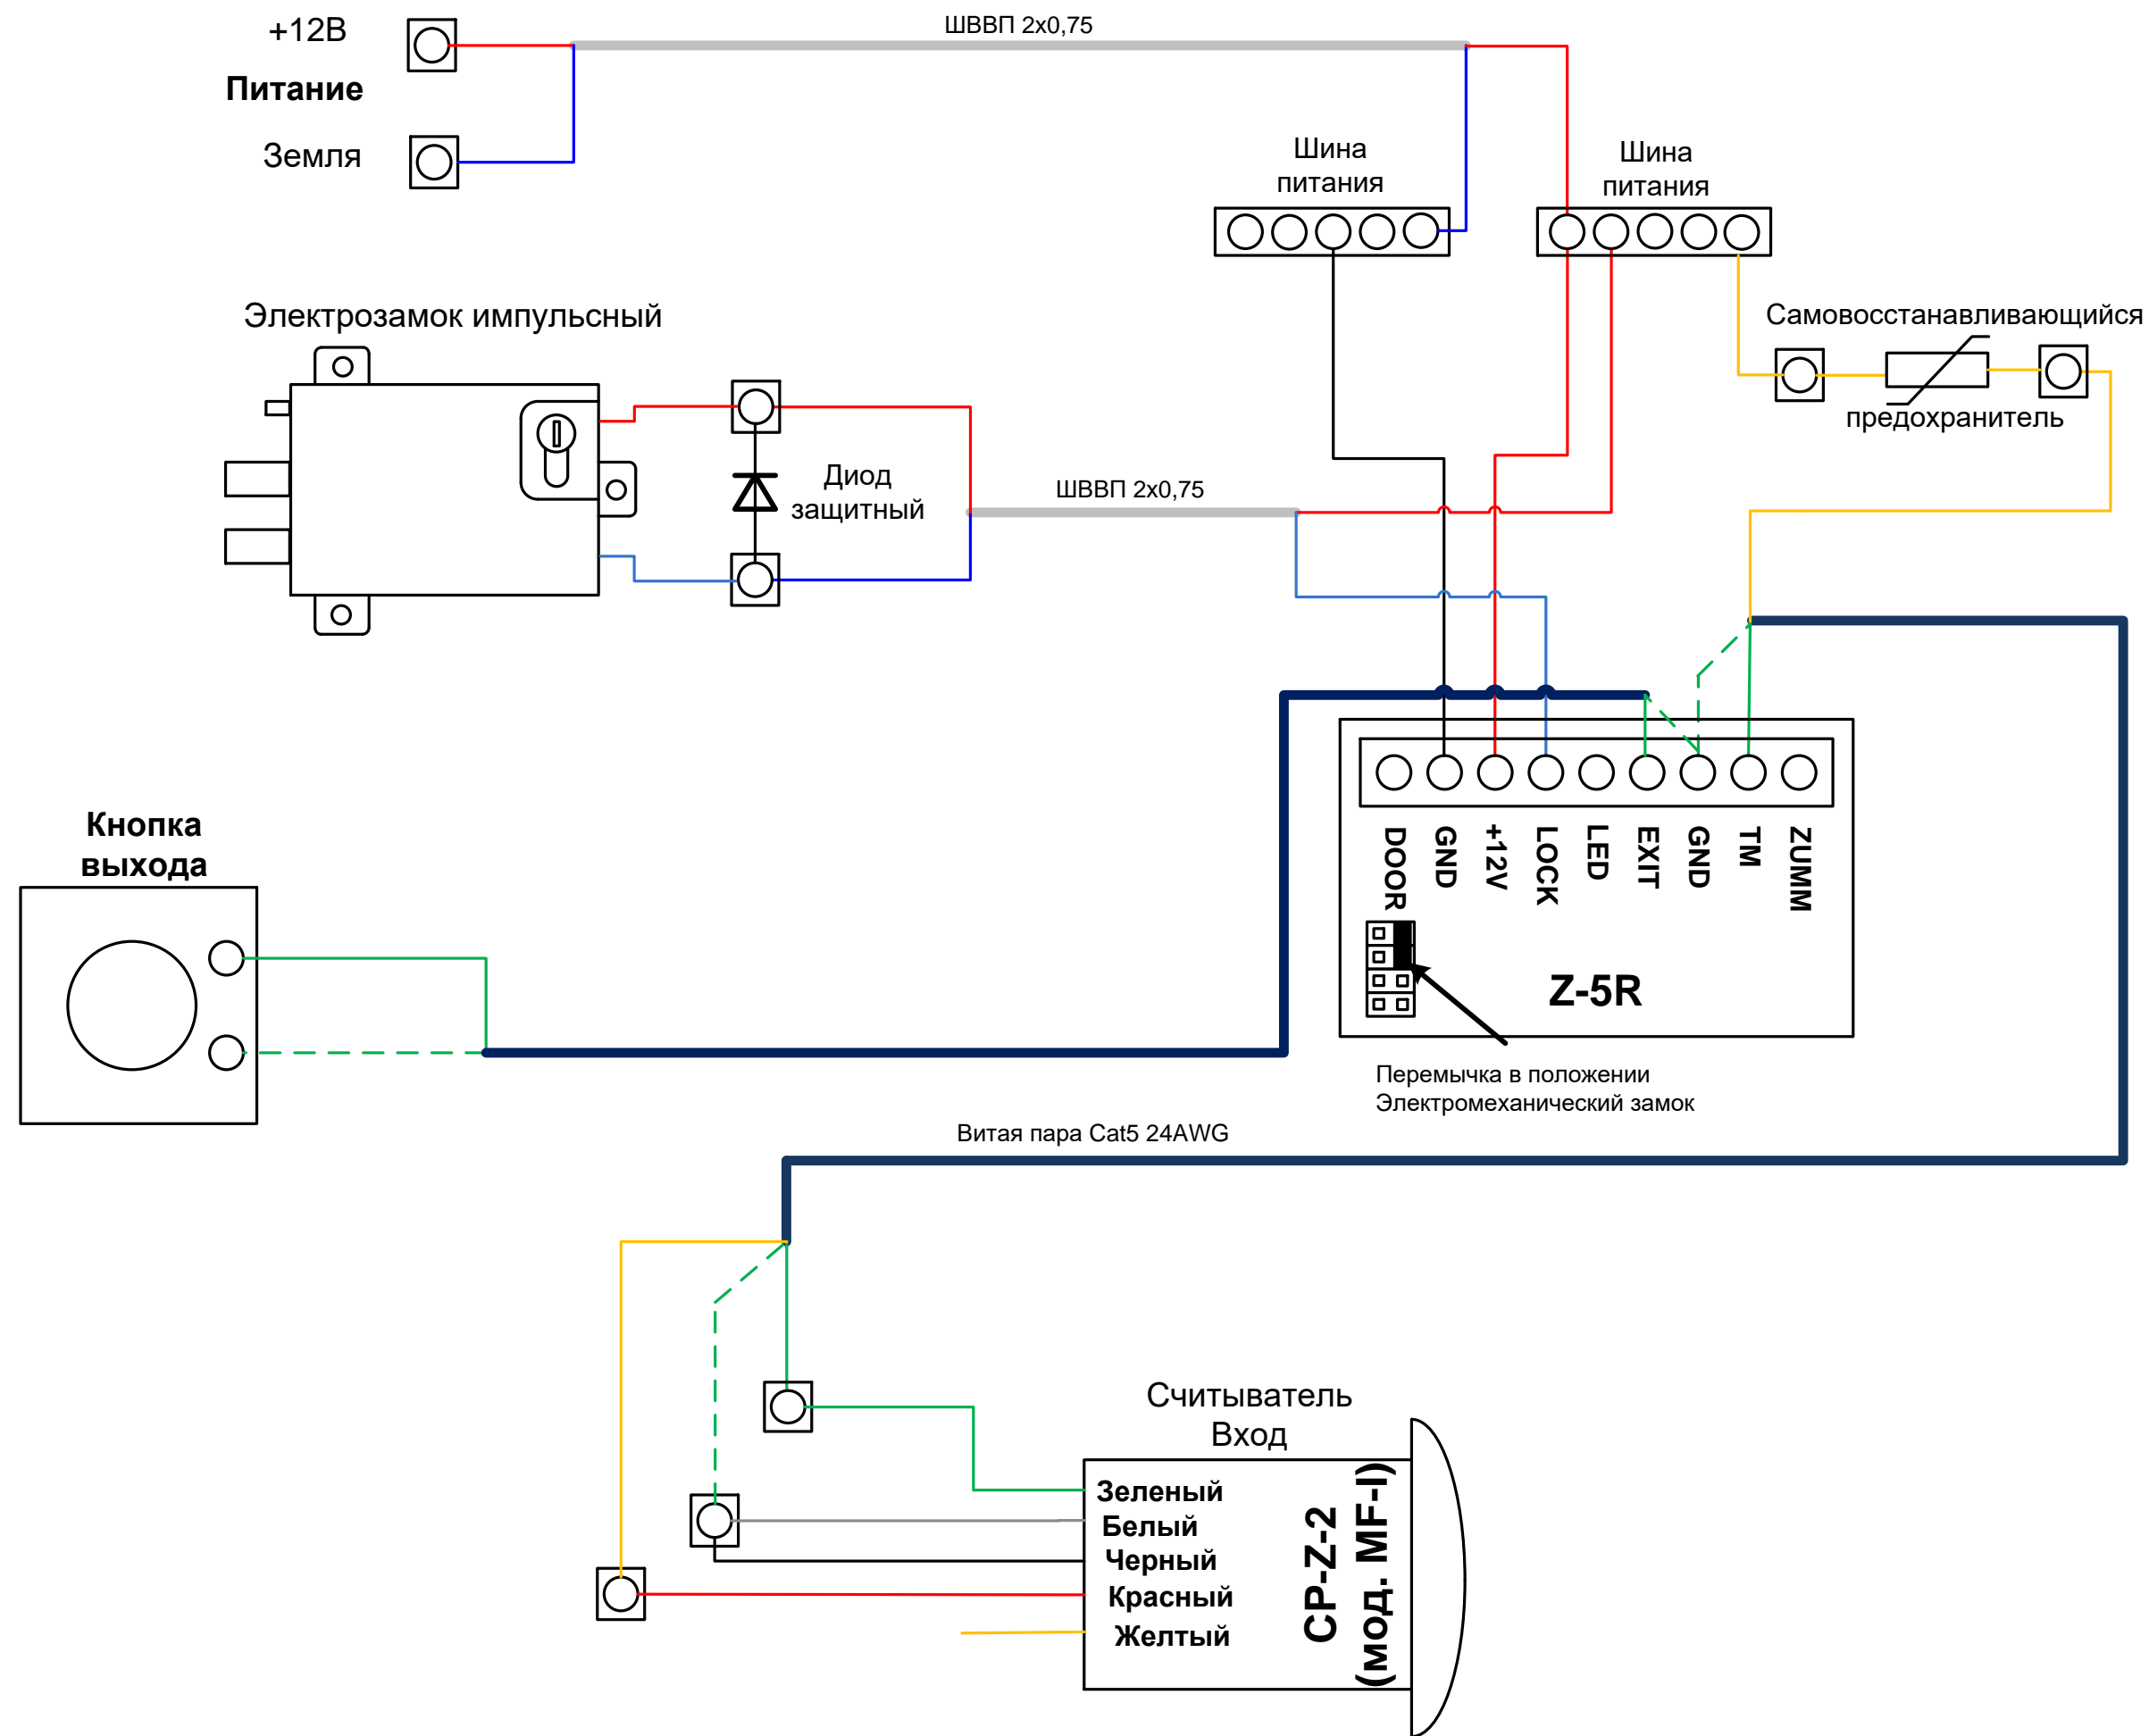 +12В
Питание
Земля
ШВВП 2x0,75
Шина
питания
Шина
питания
Электрозамок импульсный
Самовосстанавливающийся
предохранитель
Диод
защитный
ШВВП 2x0,75
Кнопка
выхода
DOOR
GND
+12V
LOCK
LED
EXIT
GND
TM
ZUMM
Z-5R
Перемычка в положении
Электромеханический замок
Витая пара Cat5 24AWG
Считыватель
Вход
Зеленый
Белый
Черный
Красный
Желтый
CP-Z-2
(мод. MF-I)